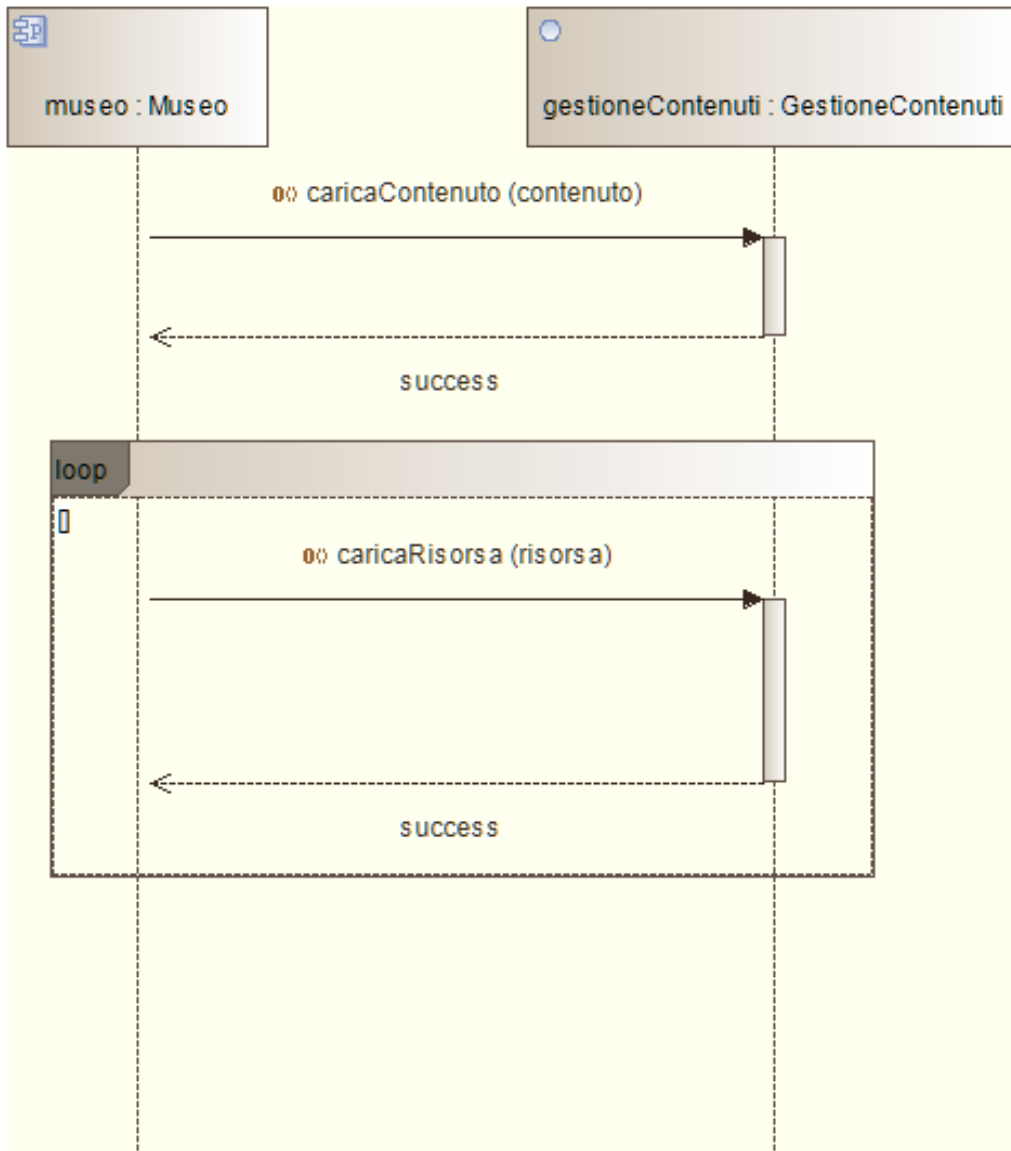 museo : Museo
gestioneContenuti : GestioneContenuti
caricaContenuto (contenuto)
success
loop
[]
caricaRisorsa (risorsa)
success